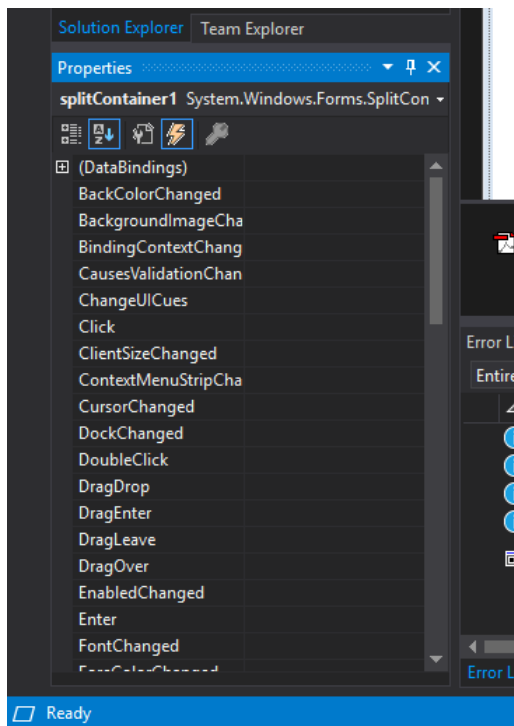 Solution Explorer Team Explorer
Properties
splitContainer1 System.Windows.Forms.SplitCon
(DataBindings)
BackColorChanged
BackgroundImageCha
BindingContextChang
CausesValidationChan
ChangeUICues
Click
ClientSizeChanged
ContextMenuStripCha
CursorChanged
DockChanged
DoubleClick
DragDrop
DragEnter
DragLeave
DragOver
EnabledChanged
Enter
FontChanged
ForeColorChanged
Error L
Entire
Error L
Ready